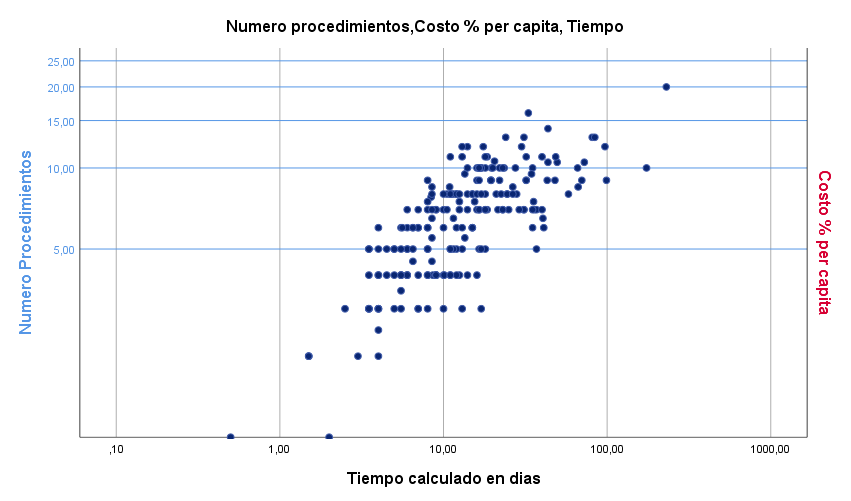 Numero procedimientos,Costo % per capita, Tiempo
25,00
20,00
15,00
10,00
5,00
Numero Procedimientos
Costo % per capita
,10
1,00
10,00
100,00
1000,00
Tiempo calculado en dias